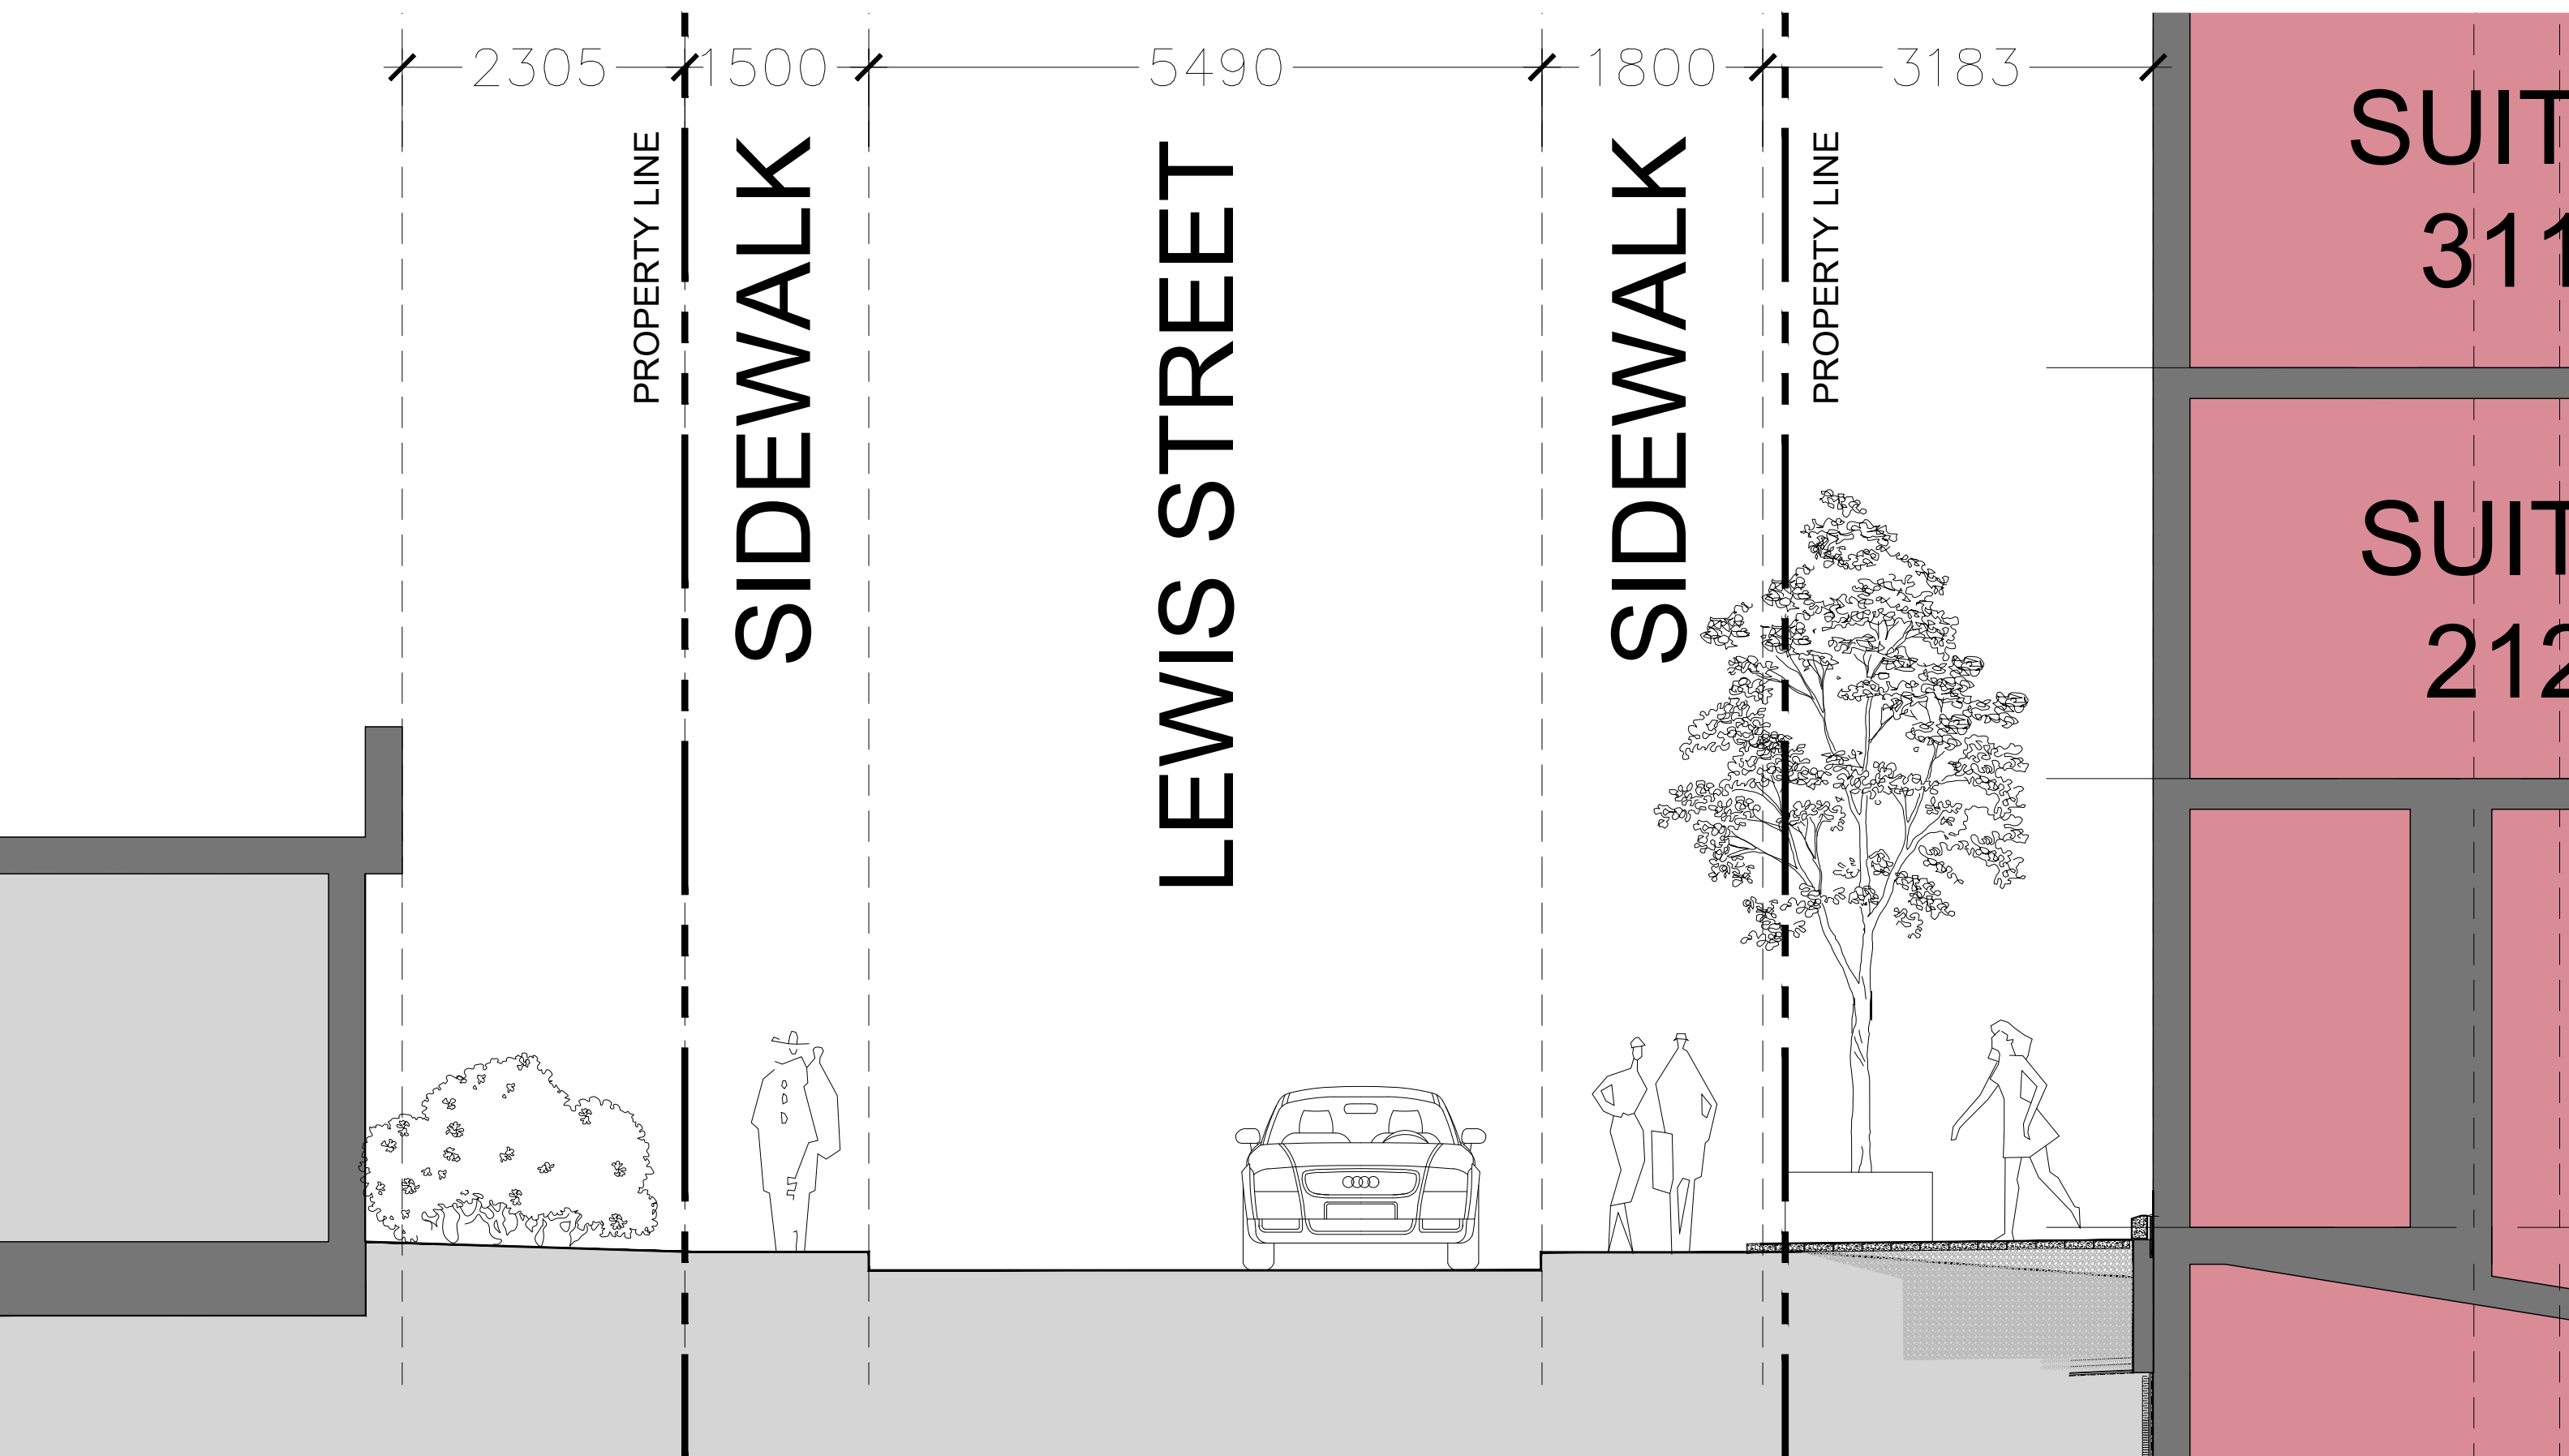 2305 1500 5490 1800 3183
PROPERTY LINE
SIDEWALK
LEWIS STREET
SIDEWALK
PROPERTY LINE
SUIT
311
SUIT
212